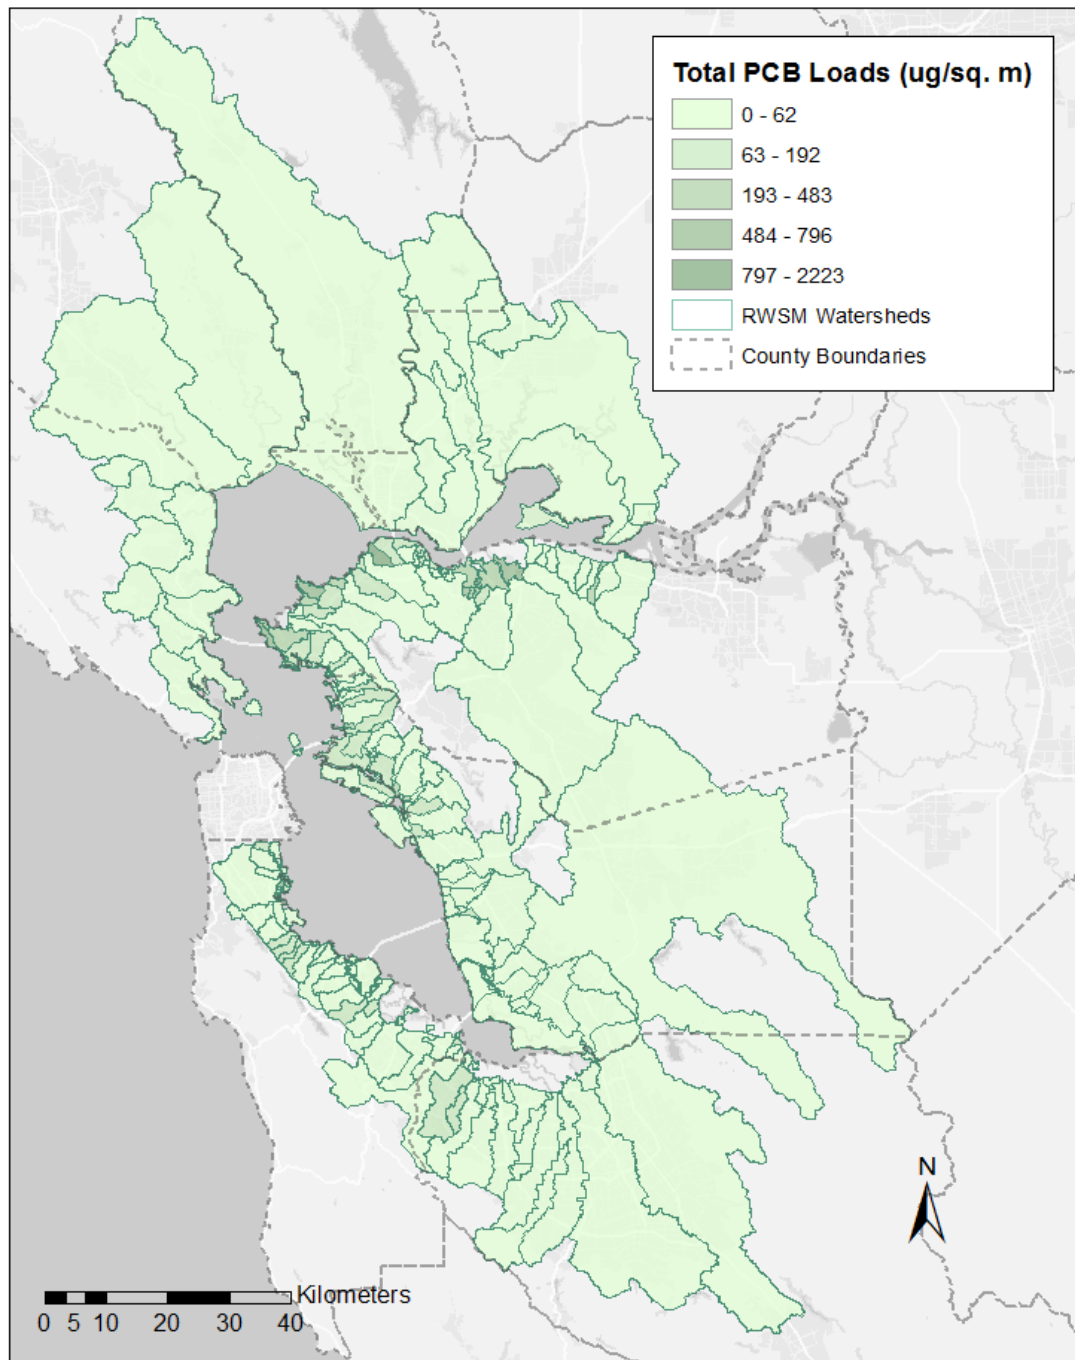 Total PCB Loads (ug/sq. m)
0 - 62
63 - 192
193 - 483
484 - 796
797 - 2223
RWSM Watersheds
County Boundaries
N
Kilometers
0 5 10 20 30 40